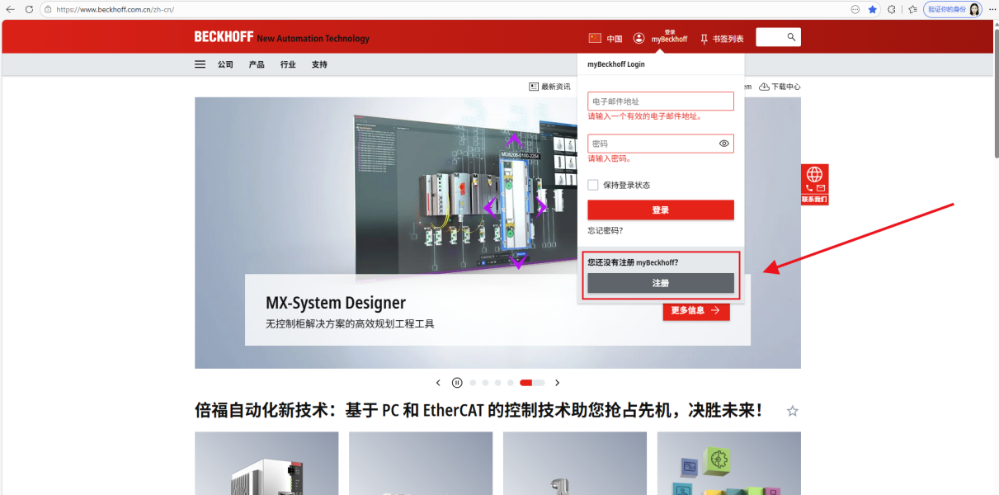 https://www.beckhoff.com.cn/zh-cn/
验证你的身份
BECKHOFF New Automation Technology
中国
登录
myBeckhoff
书签列表
公司 产品 行业 支持
myBeckhoff Login
最新资讯
em
下载中心
电子邮件地址
请输入一个有效的电子邮件地址。
密码
请输入密码。
保持登录状态
登录
忘记密码?
您还没有注册 myBeckhoff?
注册
联系我们
MD8206-0100-2254
MX-System Designer
无控制柜解决方案的高效规划工程工具
更多信息
倍福自动化新技术：基于 PC 和 EtherCAT 的控制技术助您抢占先机，决胜未来！